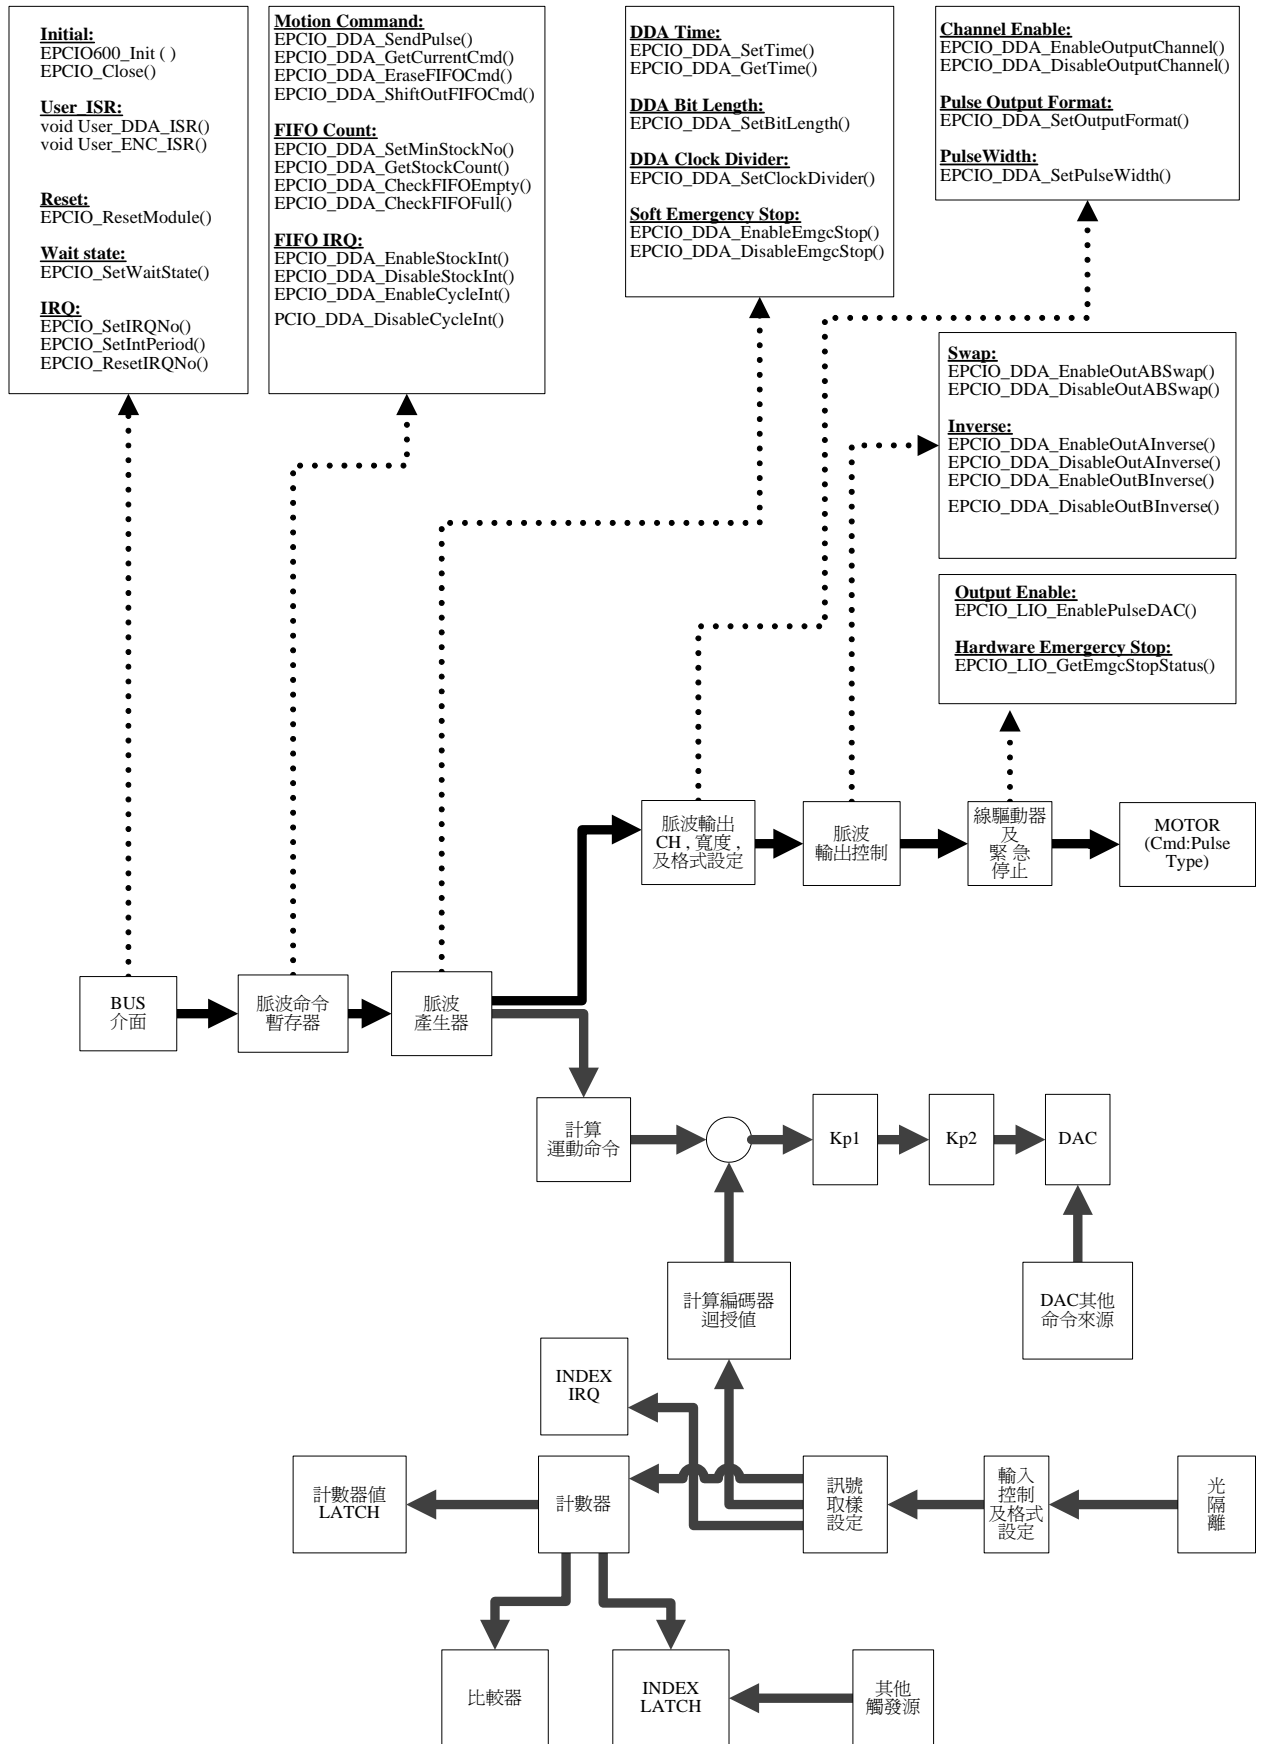 Initial:
EPCIO600_Init ( )
EPCIO_Close()
User_ISR:
void User_DDA_ISR()
void User_ENC_ISR()
Reset:
EPCIO_ResetModule()
Wait state:
EPCIO_SetWaitState()
IRQ:
EPCIO_SetIRQNo()
EPCIO_SetIntPeriod()
EPCIO_ResetIRQNo()
Motion Command:
EPCIO_DDA_SendPulse()
EPCIO_DDA_GetCurrentCmd()
EPCIO_DDA_EraseFIFOCmd()
EPCIO_DDA_ShiftOutFIFOCmd()
FIFO Count:
EPCIO_DDA_SetMinStockNo()
EPCIO_DDA_GetStockCount()
EPCIO_DDA_CheckFIFOEmpty()
EPCIO_DDA_CheckFIFOFull()
FIFO IRQ:
EPCIO_DDA_EnableStockInt()
EPCIO_DDA_DisableStockInt()
EPCIO_DDA_EnableCycleInt()
PCIO_DDA_DisableCycleInt()
DDA Time:
EPCIO_DDA_SetTime()
EPCIO_DDA_GetTime()
DDA Bit Length:
EPCIO_DDA_SetBitLength()
DDA Clock Divider:
EPCIO_DDA_SetClockDivider()
Soft Emergency Stop:
EPCIO_DDA_EnableEmgcStop()
EPCIO_DDA_DisableEmgcStop()
Channel Enable:
EPCIO_DDA_EnableOutputChannel()
EPCIO_DDA_DisableOutputChannel()
Pulse Output Format:
EPCIO_DDA_SetOutputFormat()
PulseWidth:
EPCIO_DDA_SetPulseWidth()
Swap:
EPCIO_DDA_EnableOutABSwap()
EPCIO_DDA_DisableOutABSwap()
Inverse:
EPCIO_DDA_EnableOutAInverse()
EPCIO_DDA_DisableOutAInverse()
EPCIO_DDA_EnableOutBInverse()
EPCIO_DDA_DisableOutBInverse()
Output Enable:
EPCIO_LIO_EnablePulseDAC()
Hardware Emergercy Stop:
EPCIO_LIO_GetEmgcStopStatus()
脈波輸出
CH , 寬度 ,
及格式設定
脈波
輸出控制
線驅動器
及
緊 急
停止
MOTOR
(Cmd:Pulse
Type)
BUS
介面
脈波命令
暫存器
脈波
產生器
計算
運動命令
Kp1
Kp2
DAC
計算編碼器
迴授值
DAC其他
命令來源
INDEX
IRQ
計數器值
LATCH
計數器
訊號
取樣
設定
輸入
控制
及格式
設定
光
隔
離
比較器
INDEX
LATCH
其他
觸發源